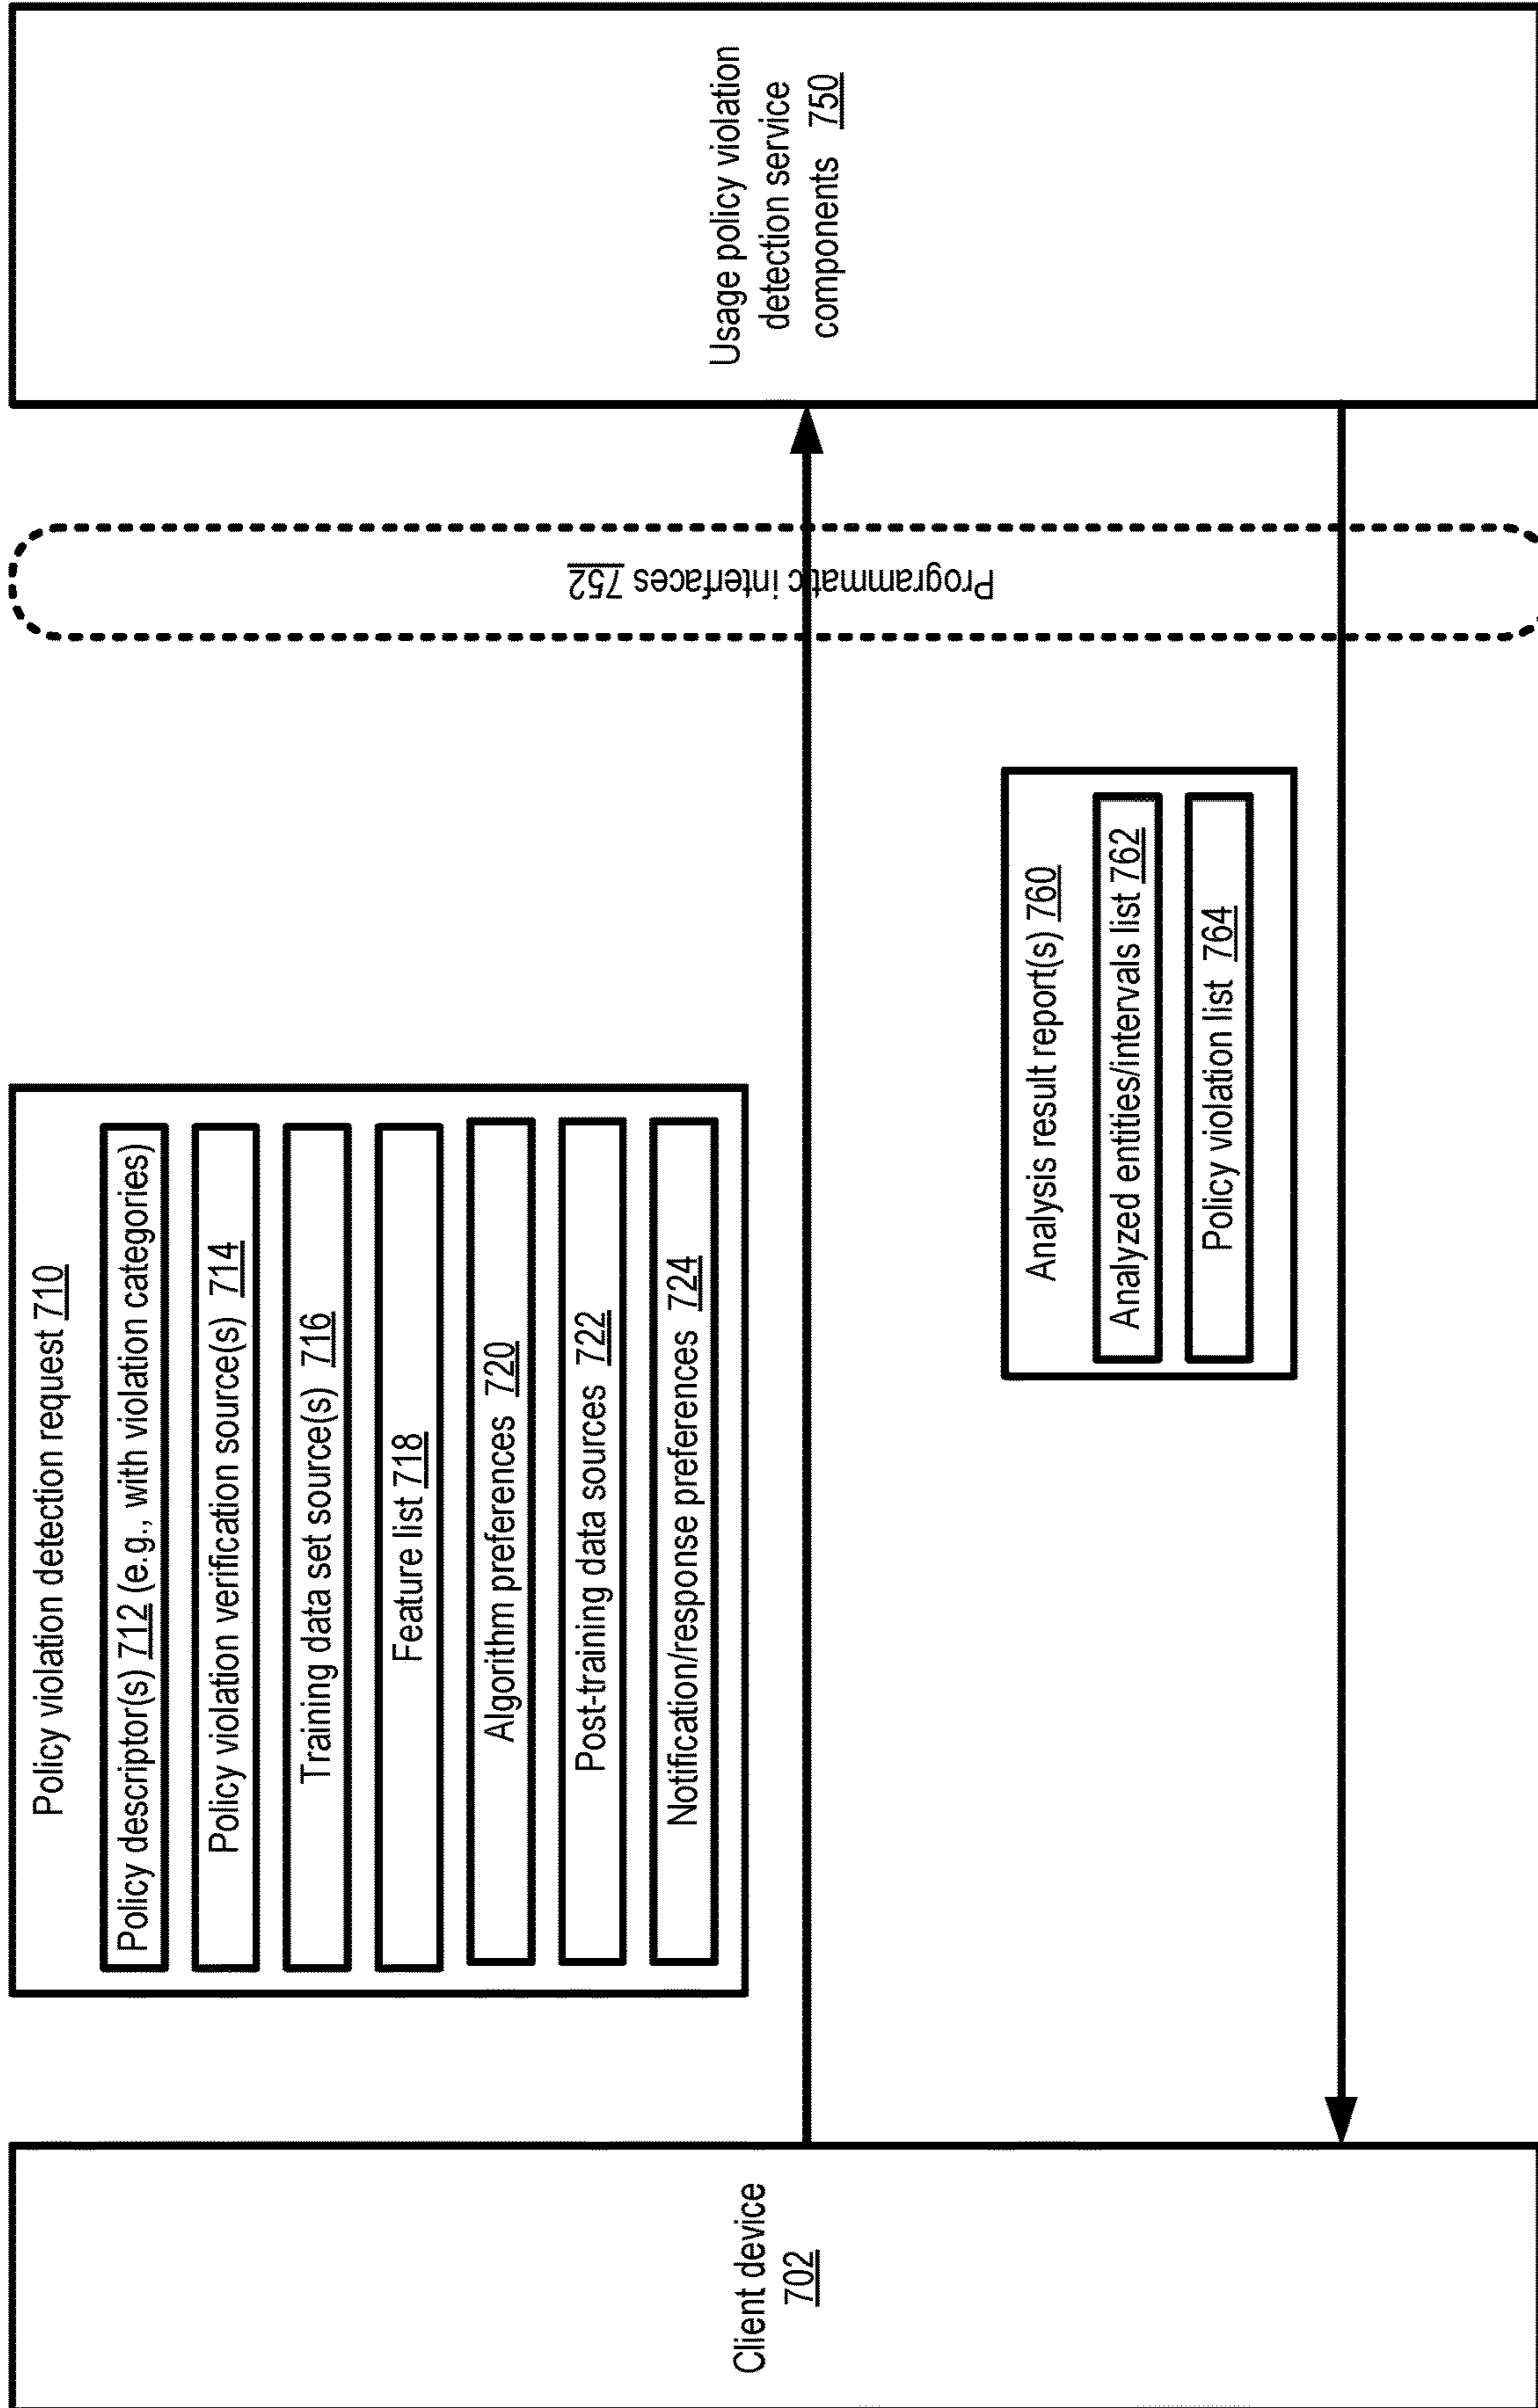 Client device
702
Policy violation detection request 710
Policy descriptor(s) 712 (e.g., with violation categories)
Policy violation verification source(s) 714
Training data set source(s) 716
Feature list 718
Algorithm preferences 720
Post-training data sources 722
Notification/response preferences 724
Analysis result report(s) 760
Analyzed entities/intervals list 762
Policy violation list 764
Programmatic interfaces 752
Usage policy violation
detection service
components 750